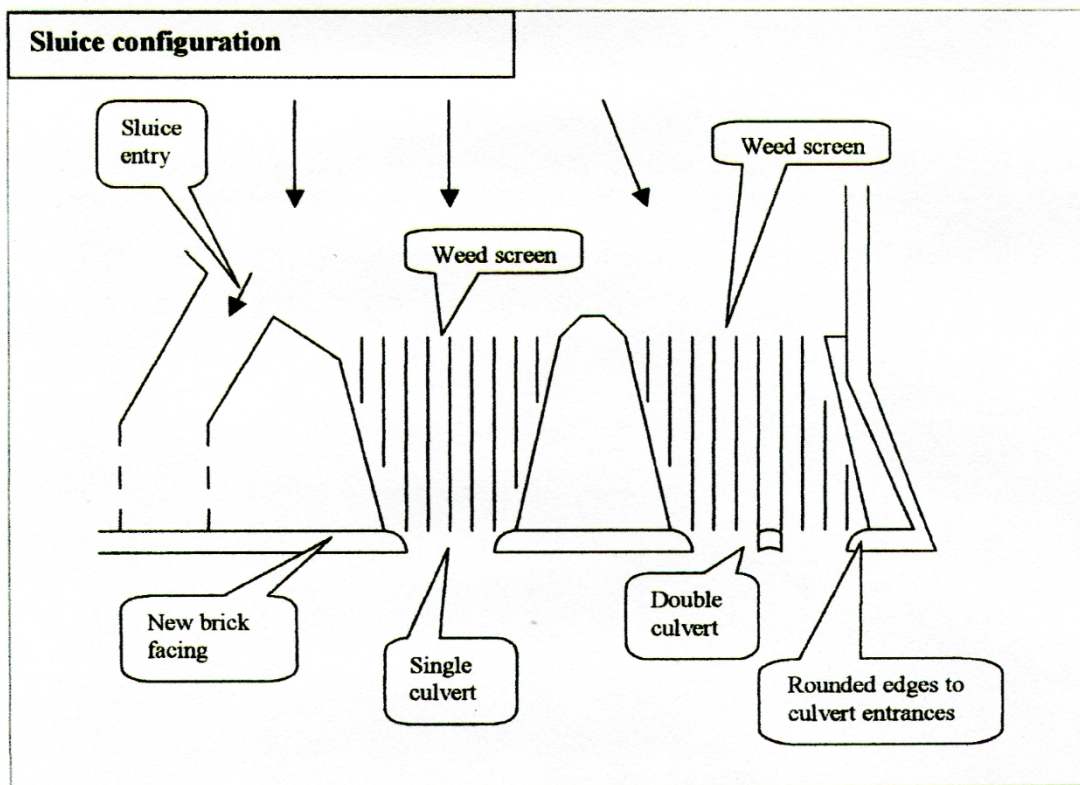 Sluice configuration
Sluice
entry
Weed screen
Weed screen
New brick
facing
Single
culvert
Double
culvert
Rounded edges to
culvert entrances